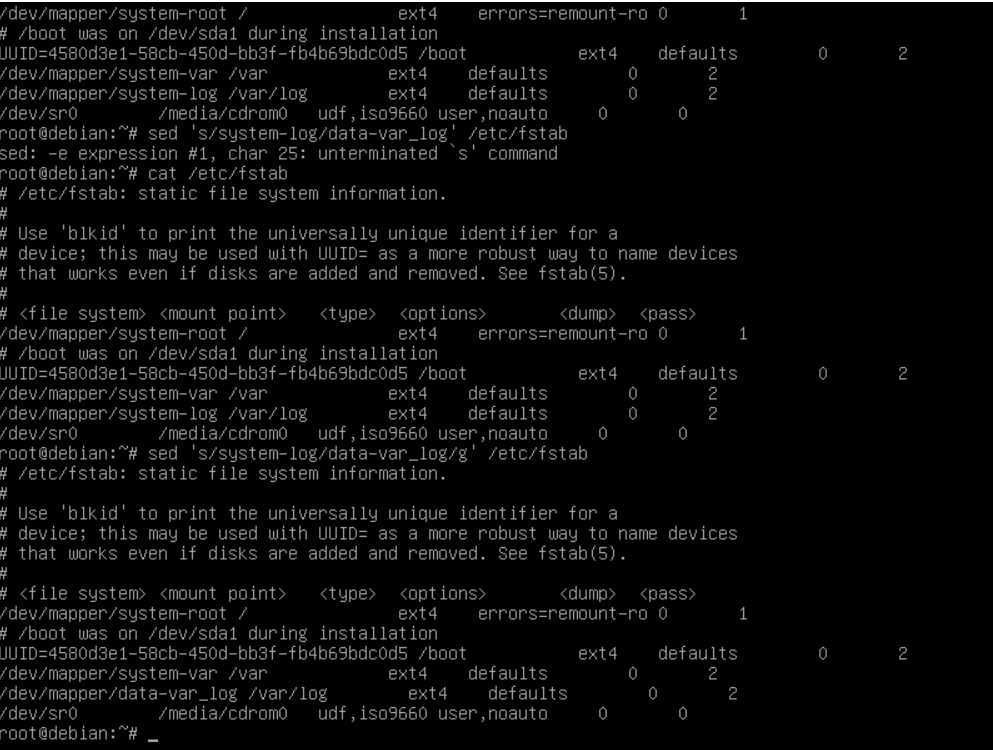 /dev/mapper/system-root / ext4 errors=remount-ro 0 1
# /boot was on /dev/sda1 during installation
UUID=4580d3e1-58cb-450d-bb3f-fb4b69bdc0d5 /boot ext4 defaults 0 2
/dev/mapper/system-var /var ext4 defaults 0 2
/dev/mapper/system-log /var/log ext4 defaults 0 2
/dev/sr0 /media/cdrom0 udf,iso9660 user,noauto 0 0
root@debian:~# sed 's/system-log/data-var_log' /etc/fstab
sed: -e expression #1, char 25: unterminated `s' command
root@debian:~# cat /etc/fstab
# /etc/fstab: static file system information.
#
# Use 'blkid' to print the universally unique identifier for a
# device; this may be used with UUID= as a more robust way to name devices
# that works even if disks are added and removed. See fstab(5).
#
# <file system> <mount point> <type> <options> <dump> <pass>
/dev/mapper/system-root / ext4 errors=remount-ro 0 1
# /boot was on /dev/sda1 during installation
UUID=4580d3e1-58cb-450d-bb3f-fb4b69bdc0d5 /boot ext4 defaults 0 2
/dev/mapper/system-var /var ext4 defaults 0 2
/dev/mapper/system-log /var/log ext4 defaults 0 2
/dev/sr0 /media/cdrom0 udf,iso9660 user,noauto 0 0
root@debian:~# sed 's/system-log/data-var_log/g' /etc/fstab
# /etc/fstab: static file system information.
#
# Use 'blkid' to print the universally unique identifier for a
# device; this may be used with UUID= as a more robust way to name devices
# that works even if disks are added and removed. See fstab(5).
#
# <file system> <mount point> <type> <options> <dump> <pass>
/dev/mapper/system-root / ext4 errors=remount-ro 0 1
# /boot was on /dev/sda1 during installation
UUID=4580d3e1-58cb-450d-bb3f-fb4b69bdc0d5 /boot ext4 defaults 0 2
/dev/mapper/system-var /var ext4 defaults 0 2
/dev/mapper/data-var_log /var/log ext4 defaults 0 2
/dev/sr0 /media/cdrom0 udf,iso9660 user,noauto 0 0
root@debian:~# _